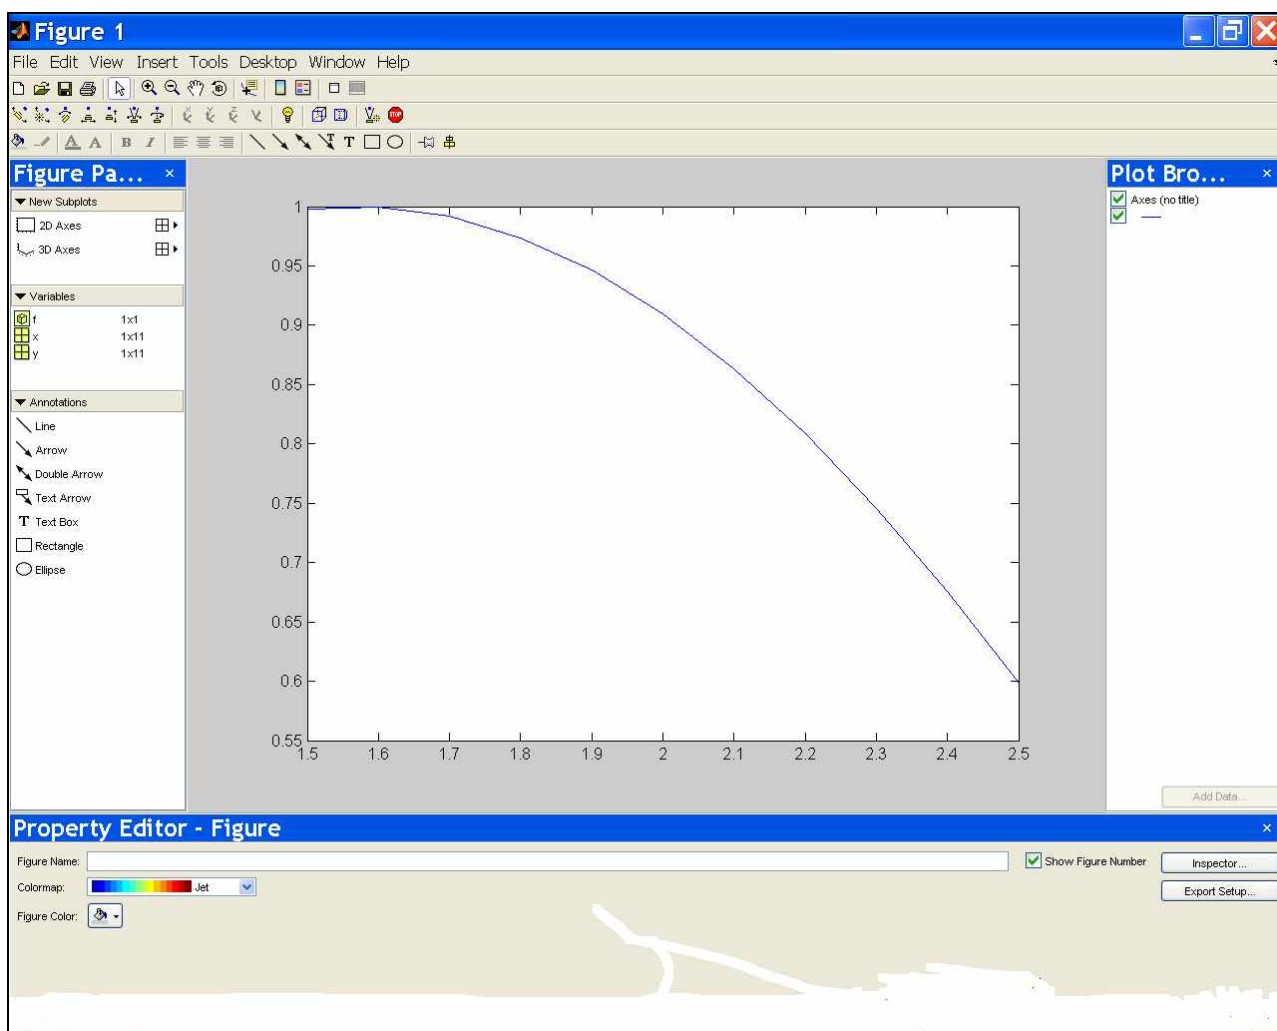 Figure 1
File Edit View Insert Tools Desktop Window Help
STOP
A A B I T
Figure Pa...
Plot Bro...
New Subplots
2D Axes
3D Axes
Variables
f 1x1
x 1x11
y 1x11
Annotations
Line
Arrow
Double Arrow
Text Arrow
T Text Box
Rectangle
Ellipse
1
0.95
0.9
0.85
0.8
0.75
0.7
0.65
0.6
0.55
1.5 1.6 1.7 1.8 1.9 2 2.1 2.2 2.3 2.4 2.5
Axes (no title)
Add Data...
Property Editor - Figure
Figure Name:
Show Figure Number
Inspector...
Colormap: Jet
Export Setup...
Figure Color: